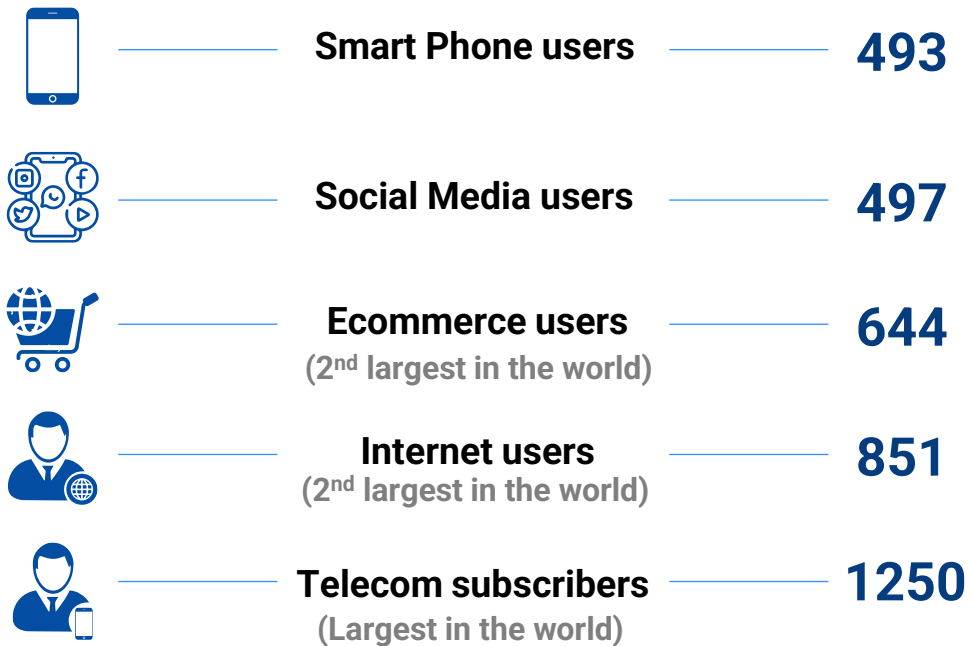 Smart Phone users 493
Social Media users 497
Ecommerce users 644
(2nd largest in the world)
Internet users 851
(2nd largest in the world)
Telecom subscribers 1250
(Largest in the world)